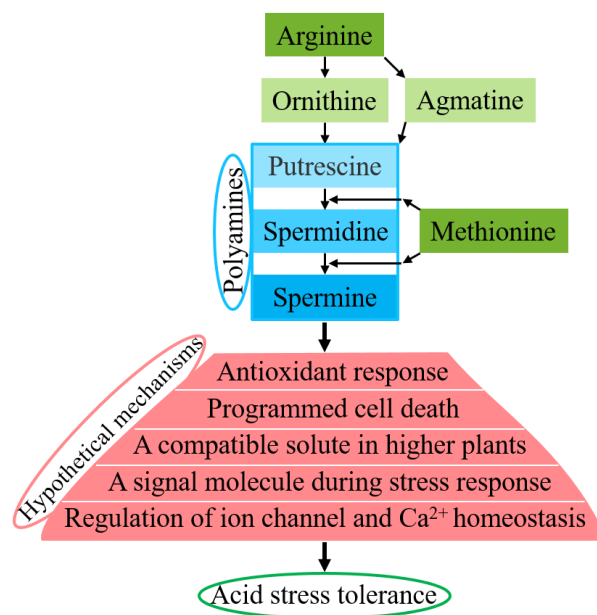 Arginine
Ornithine
Agmatine
Polyamines
Putrescine
Spermidine
Methionine
Spermine
Hypothetical mechanisms
Antioxidant response
Programmed cell death
A compatible solute in higher plants
A signal molecule during stress response
Regulation of ion channel and Ca²⁺ homeostasis
Acid stress tolerance